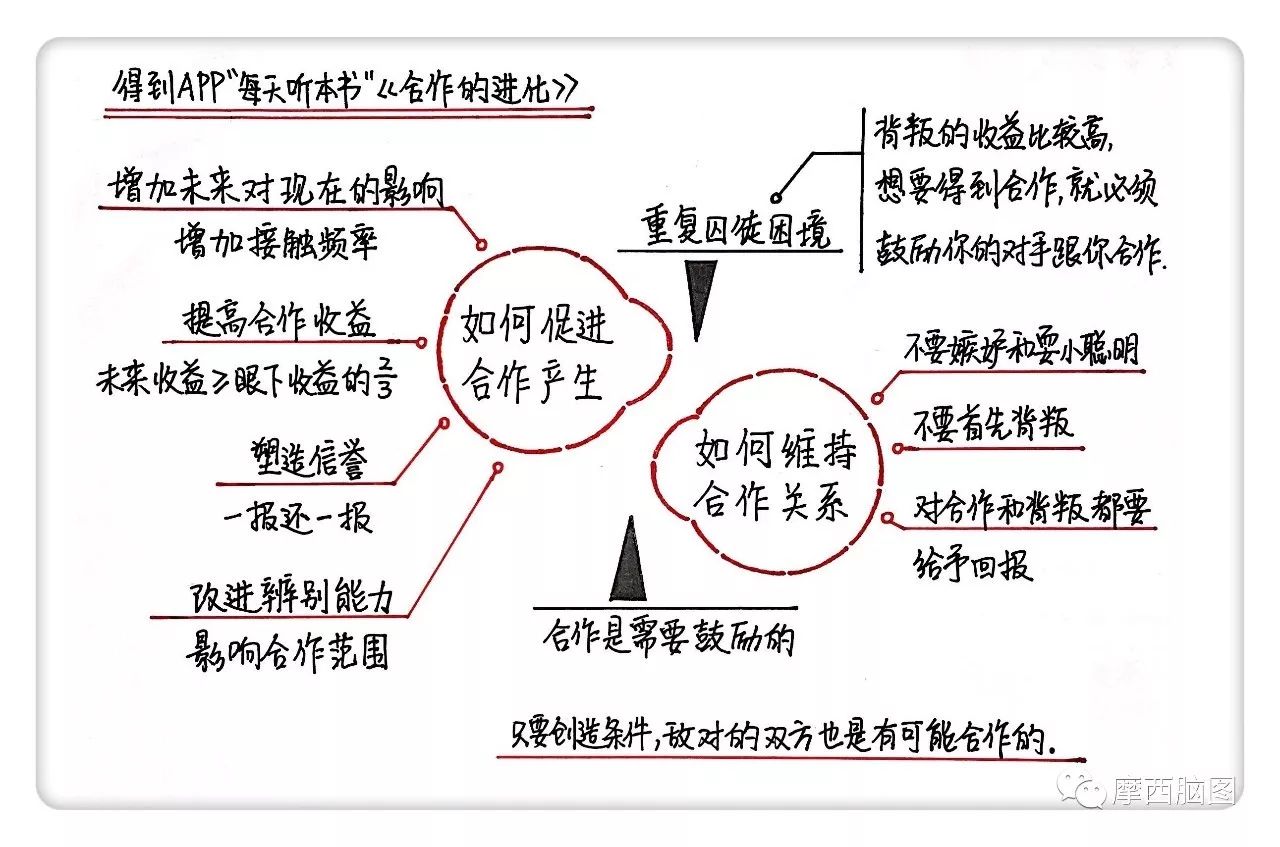 得到APP"每天听本书"《合作的进化》
增加未来对现在的影响
增加接触频率
提高合作收益
未来收益≥眼下收益的2/3
塑造信誉
一报还一报
改进辨别能力
影响合作范围
如何促进
合作产生
重复囚徒困境
背叛的收益比较高,
想要得到合作,就必须
鼓励你的对手跟你合作.
如何维持
合作关系
不要嫉妒和耍小聪明
不要首先背叛
对合作和背叛都要
给予回报
合作是需要鼓励的
只要创造条件,敌对的双方也是有可能合作的.
摩西脑图